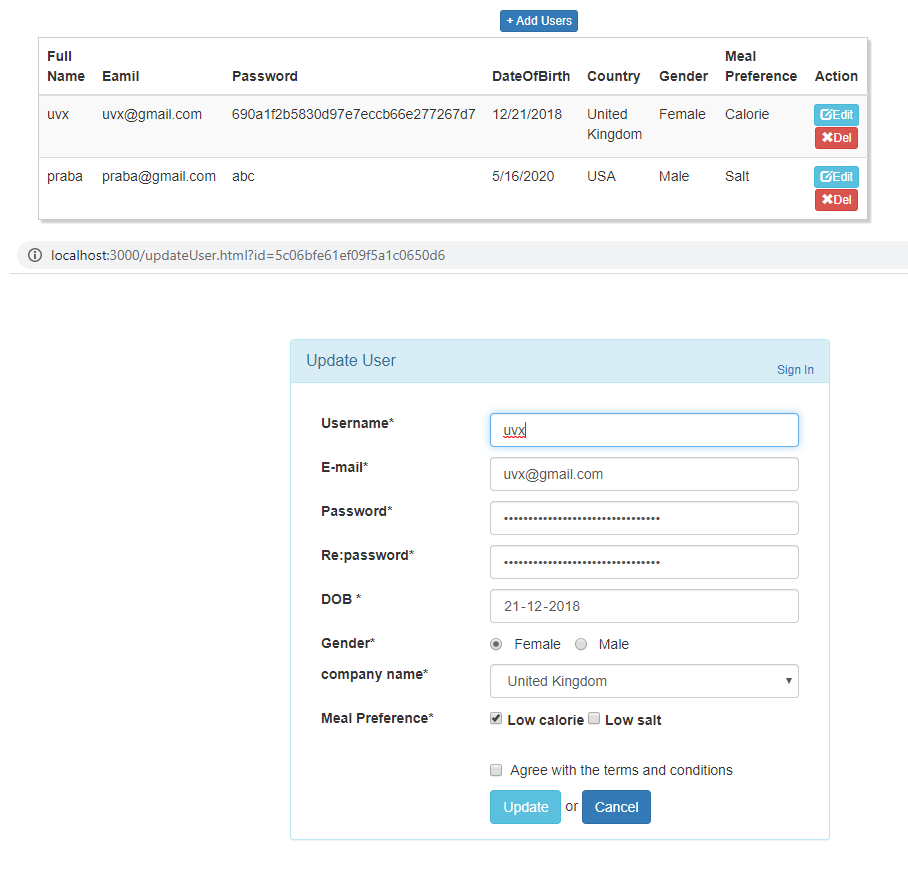 + Add Users
Full Name Eamil Password DateOfBirth Country Gender Meal Preference Action
uvx uvx@gmail.com 690a1f2b5830d97e7eccb66e277267d7 12/21/2018 United Kingdom Female Calorie Edit Del
praba praba@gmail.com abc 5/16/2020 USA Male Salt Edit Del
localhost:3000/updateUser.html?id=5c06bfe61ef09f5a1c0650d6
Update User
Sign In
Username* uvx
E-mail* uvx@gmail.com
Password* ••••••••••••••••••••••••••••••••
Re:password* ••••••••••••••••••••••••••••••••
DOB * 21-12-2018
Gender* Female Male
company name* United Kingdom
Meal Preference* Low calorie Low salt
Agree with the terms and conditions
Update or Cancel